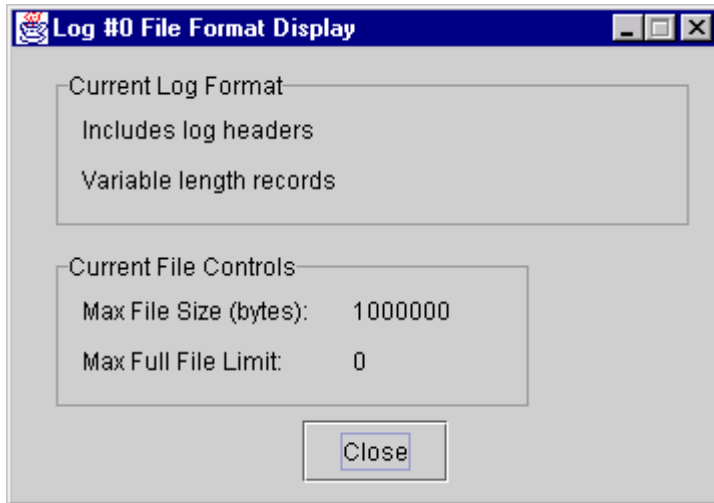 Log #0 File Format Display
Current Log Format
Includes log headers
Variable length records
Current File Controls
Max File Size (bytes): 1000000
Max Full File Limit: 0
Close